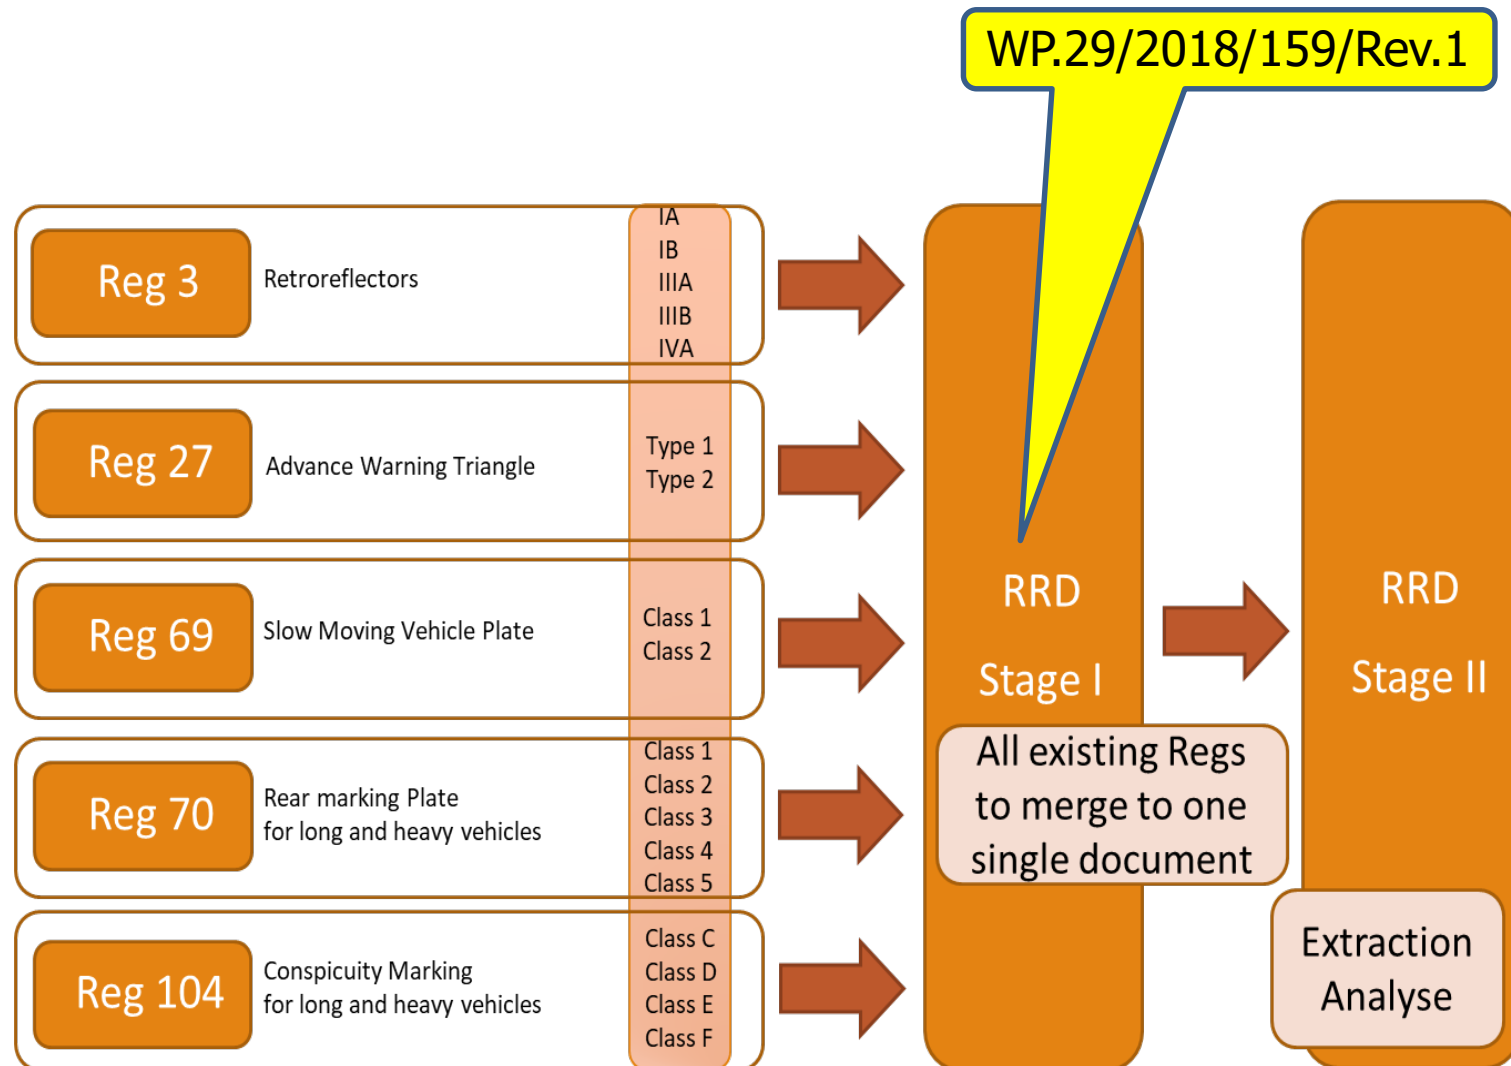 WP.29/2018/159/Rev.1
Reg 3
Retroreflectors
IA
IB
IIIA
IIIB
IVA
Reg 27
Advance Warning Triangle
Type 1
Type 2
Reg 69
Slow Moving Vehicle Plate
Class 1
Class 2
Reg 70
Rear marking Plate
for long and heavy vehicles
Class 1
Class 2
Class 3
Class 4
Class 5
Reg 104
Conspicuity Marking
for long and heavy vehicles
Class C
Class D
Class E
Class F
RRD
Stage I
All existing Regs
to merge to one
single document
RRD
Stage II
Extraction
Analyse